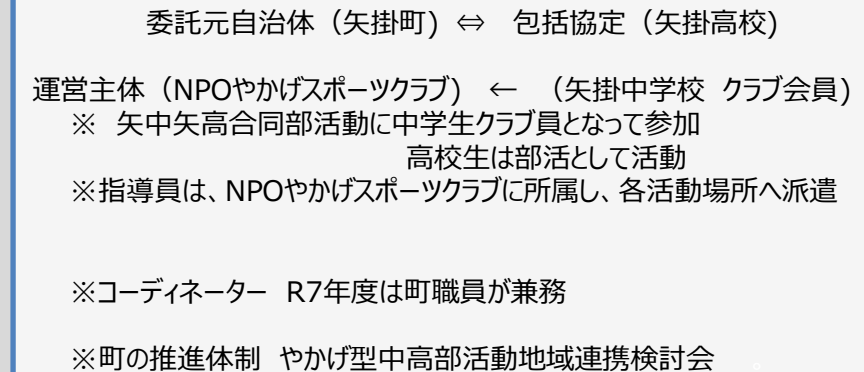 委託元自治体（矢掛町）⇔　包括協定（矢掛高校）
運営主体（NPOやかげスポーツクラブ）　←　（矢掛中学校　クラブ会員）
※　矢中矢高合同部活動に中学生クラブ員となって参加
高校生は部活として活動
※指導員は、NPOやかげスポーツクラブに所属し、各活動場所へ派遣
※コーディネーター　R7年度は町職員が兼務
※町の推進体制　やかげ型中高部活動地域連携検討会　。